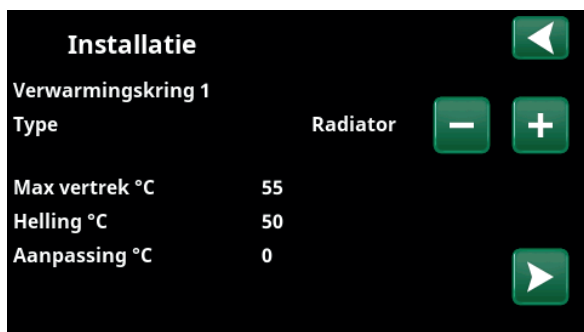 Installatie
Verwarmingskring 1
Type Radiator
Max vertrek °C 55
Helling °C 50
Aanpassing °C 0